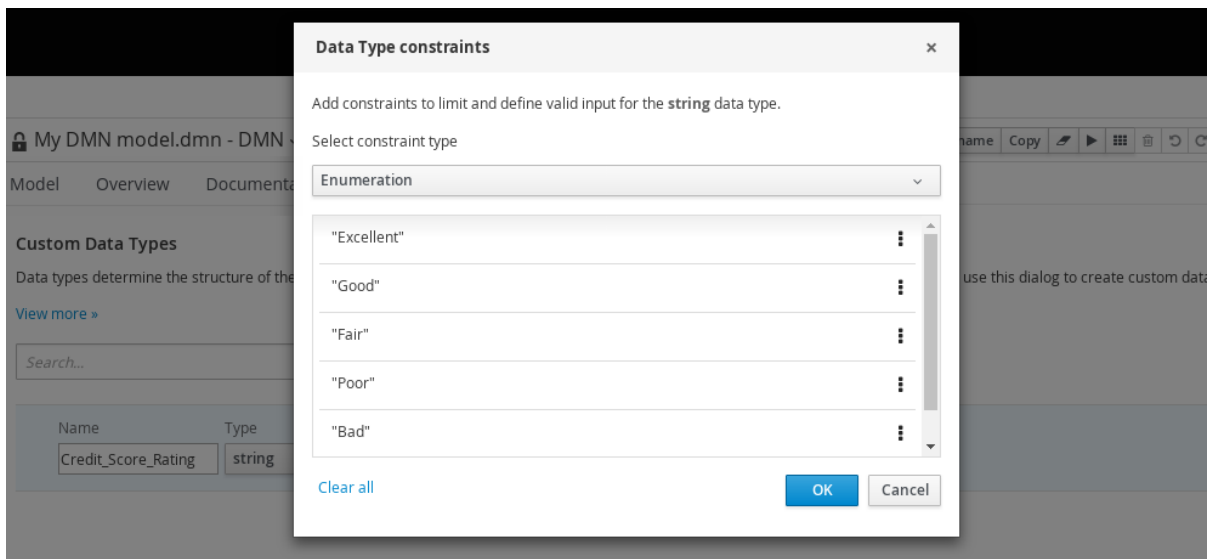 Data Type constraints ×
Add constraints to limit and define valid input for the string data type.
Select constraint type
Enumeration
"Excellent"
"Good"
"Fair"
"Poor"
"Bad"
Clear all
OK Cancel
My DMN model.dmn - DMN
Copy
Model Overview
Custom Data Types
Data types determine the structure of the
use this dialog to create custom data
View more »
Search...
Name Type
Credit_Score_Rating string